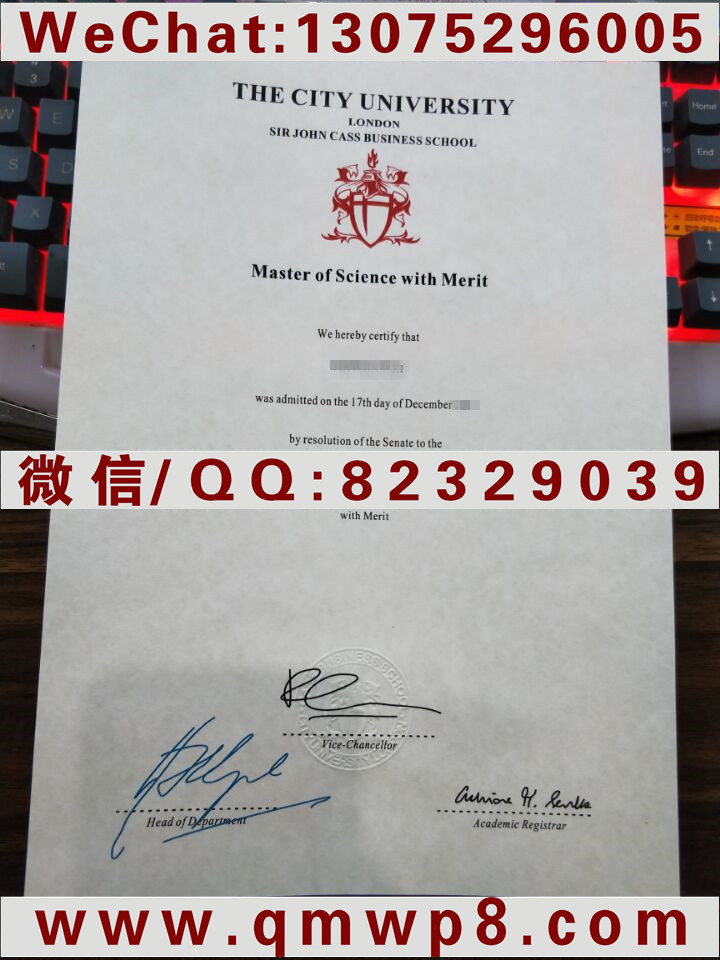 WeChat:13075296005
THE CITY UNIVERSITY
LONDON
SIR JOHN CASS BUSINESS SCHOOL
Master of Science with Merit
We hereby certify that
was admitted on the 17th day of December
by resolution of the Senate to the
微信/QQ:82329039
with Merit
Vice-Chancellor
Head of Department
Academic Registrar
www.qmwp8.com